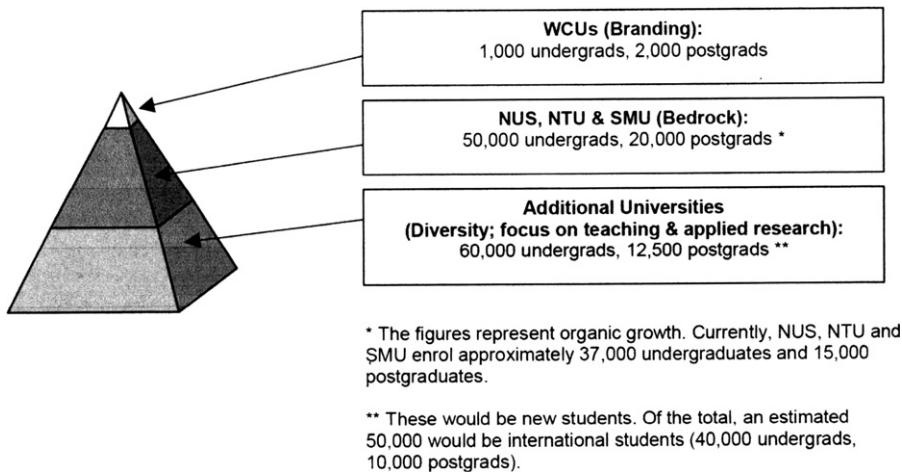 WCUs (Branding):
1,000 undergrads, 2,000 postgrads
NUS, NTU & SMU (Bedrock):
50,000 undergrads, 20,000 postgrads *
Additional Universities
(Diversity; focus on teaching & applied research):
60,000 undergrads, 12,500 postgrads **
* The figures represent organic growth. Currently, NUS, NTU and
SMU enrol approximately 37,000 undergraduates and 15,000
postgraduates.
** These would be new students. Of the total, an estimated
50,000 would be international students (40,000 undergrads,
10,000 postgrads).